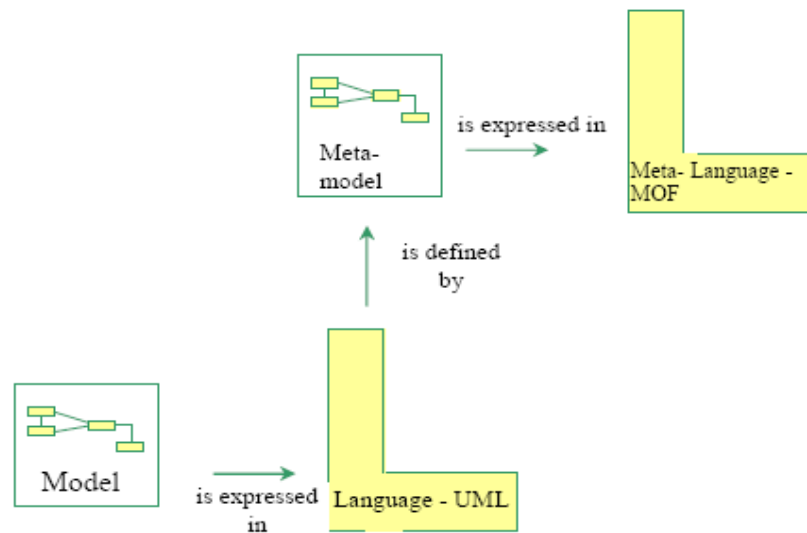 Meta-
model
is expressed in
Meta- Language -
MOF
is defined
by
Model
is expressed
in
Language - UML